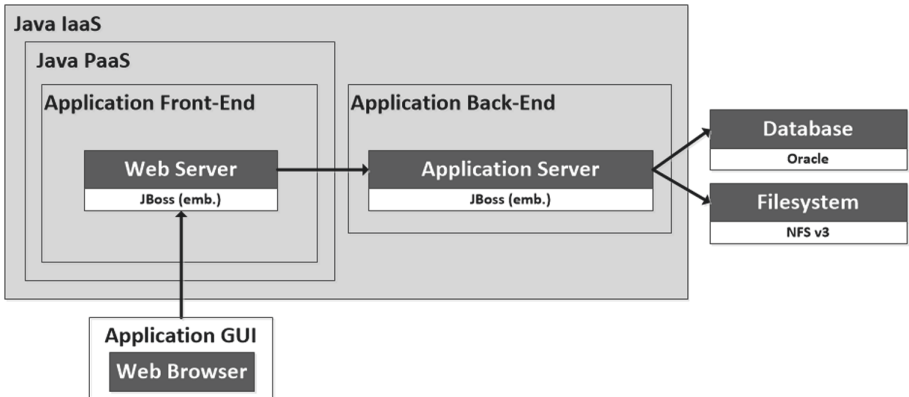 Java IaaS
Java PaaS
Application Front-End
Application Back-End
Web Server
JBoss (emb.)
Application Server
JBoss (emb.)
Database
Oracle
Filesystem
NFS v3
Application GUI
Web Browser